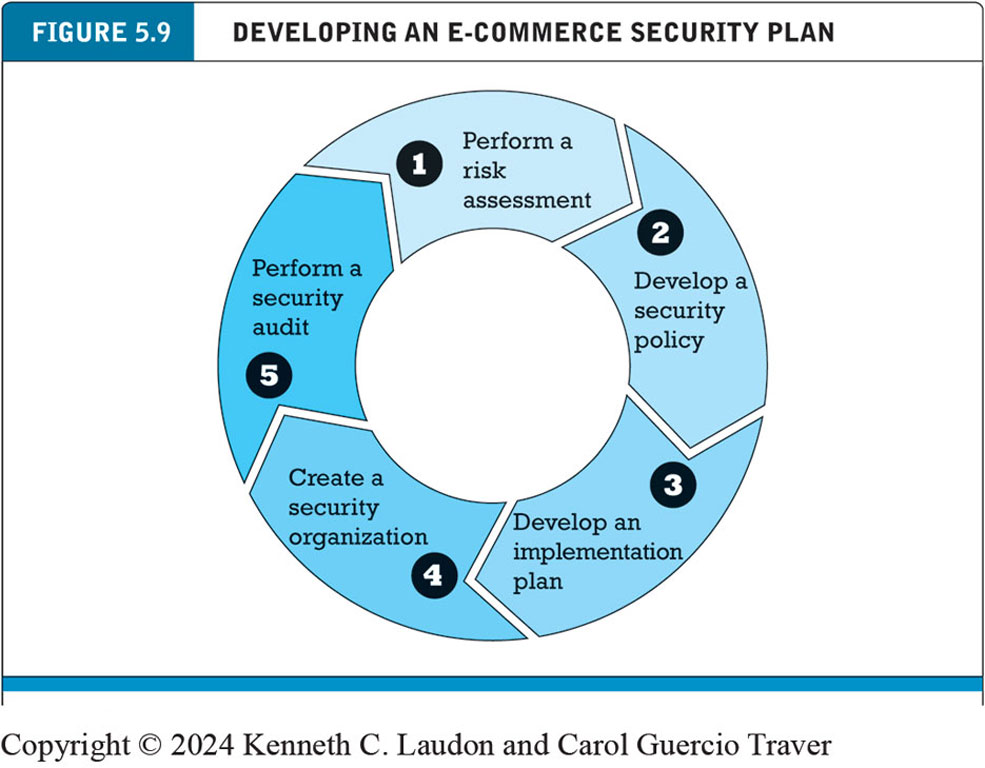 FIGURE 5.9
DEVELOPING AN E-COMMERCE SECURITY PLAN
1
Perform a
risk
assessment
2
Develop a
security
policy
3
Develop an
implementation
plan
Create a
security
organization
4
Perform a
security
audit
5
Copyright © 2024 Kenneth C. Laudon and Carol Guercio Traver